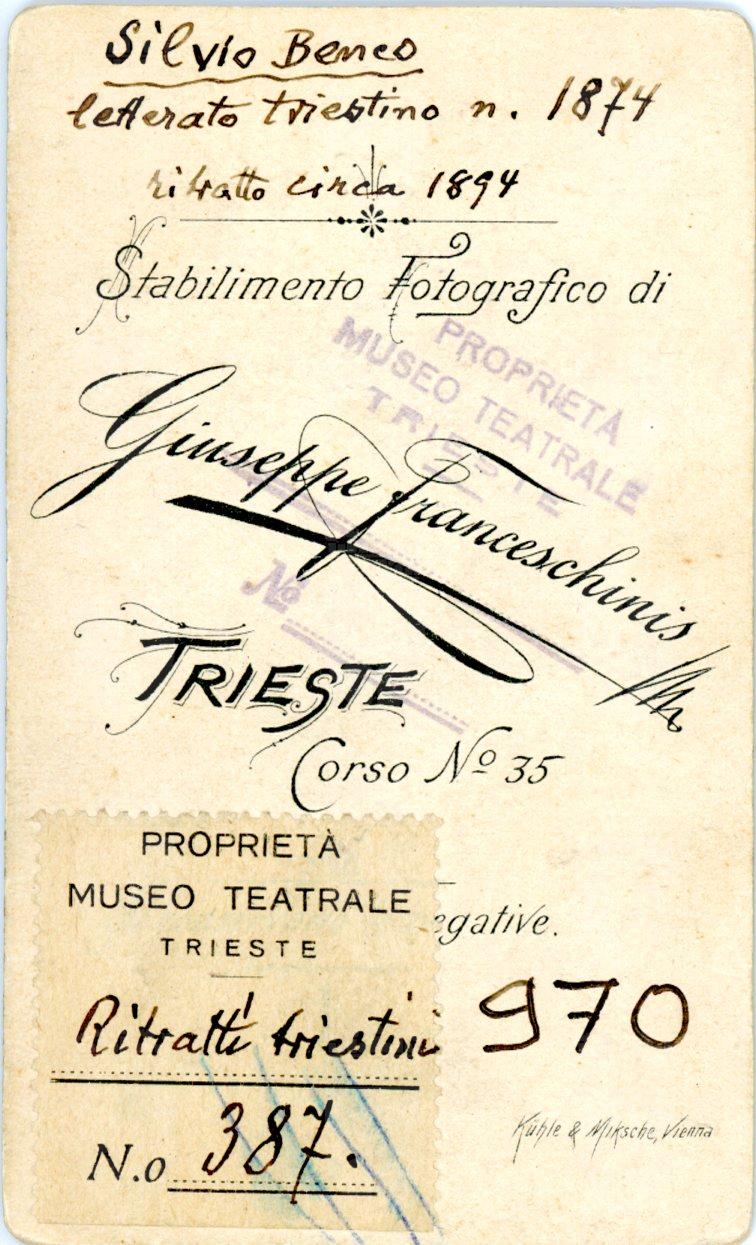 Silvio Benco
letterato triestino n. 1874
ritratto circa 1894
Stabilimento Fotografico di
PROPRIETÀ
MUSEO TEATRALE
TRIESTE
Giuseppe Franceschinis
No
TRIESTE
Corso No 35
PROPRIETÀ
MUSEO TEATRALE
TRIESTE
egative.
Ritratti triestini
970
N.o 387.
Kühle & Miksche, Vienna